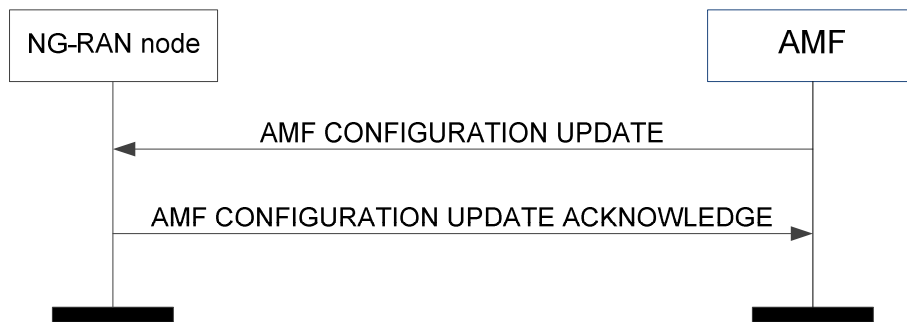 NG-RAN node
AMF
AMF CONFIGURATION UPDATE
AMF CONFIGURATION UPDATE ACKNOWLEDGE